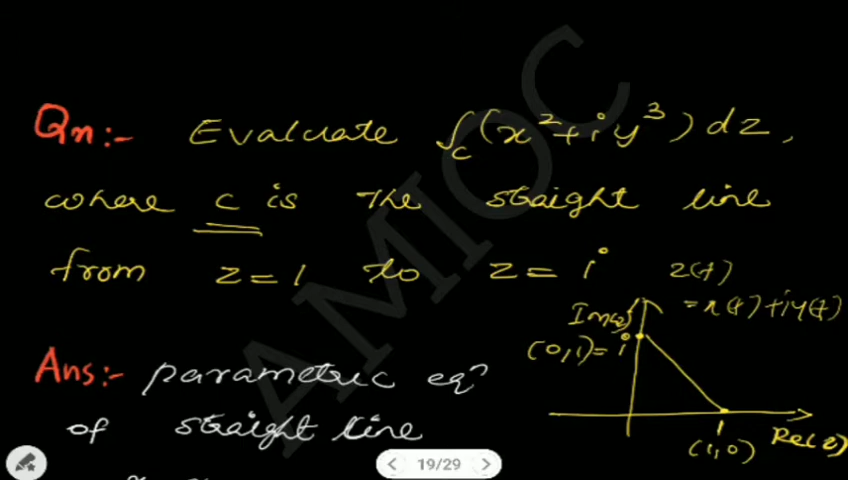 Qn:- Evaluate ∫c (x²+iy³) dz,
where c is the straight line
from z=1 to z=i
z(t)
=x(t)+iy(t)
Im(z)
(0,1)=i
1
(1,0)
Re(z)
Ans:- parametric eqn
of straight line
AMIOC
19/29